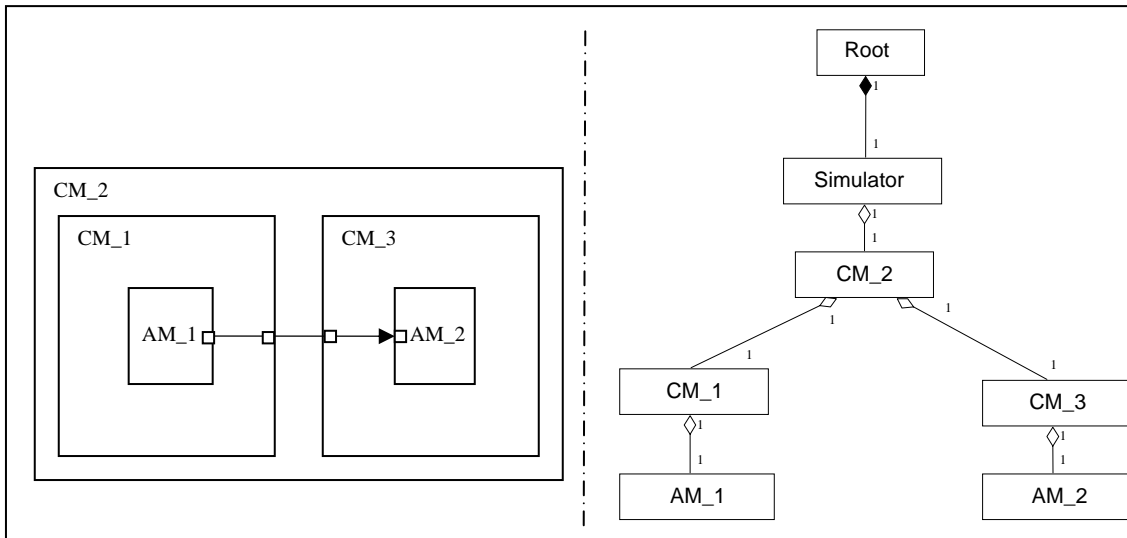 CM_2
CM_1
CM_3
AM_1
AM_2
Root
1
1
Simulator
1
1
CM_2
1
1
1
1
CM_1
CM_3
1
1
1
1
AM_1
AM_2